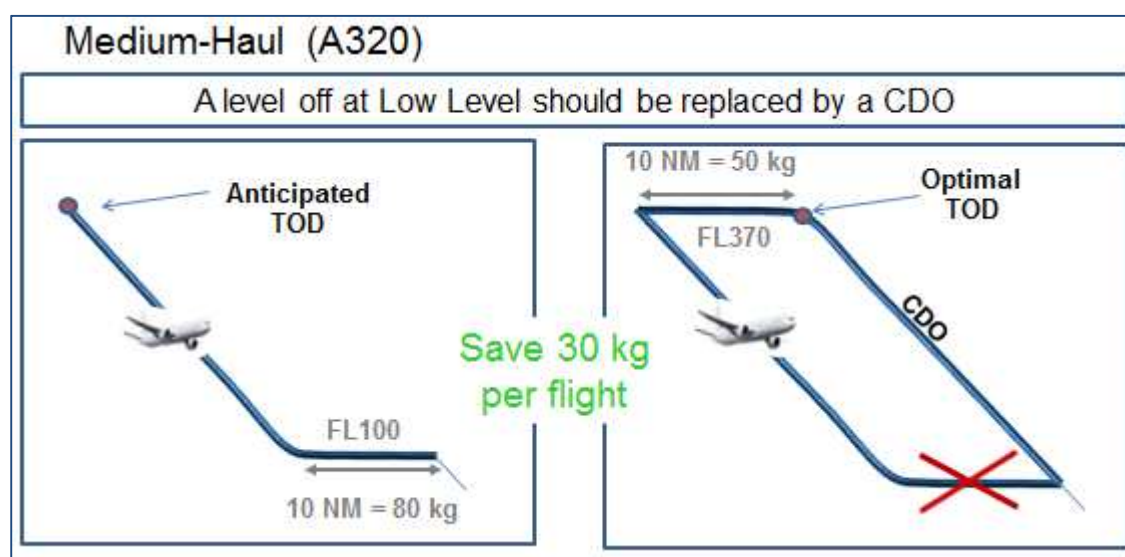 Medium-Haul (A320)
A level off at Low Level should be replaced by a CDO
Anticipated
TOD
FL100
10 NM = 80 kg
Save 30 kg
per flight
10 NM = 50 kg
FL370
Optimal
TOD
CDO